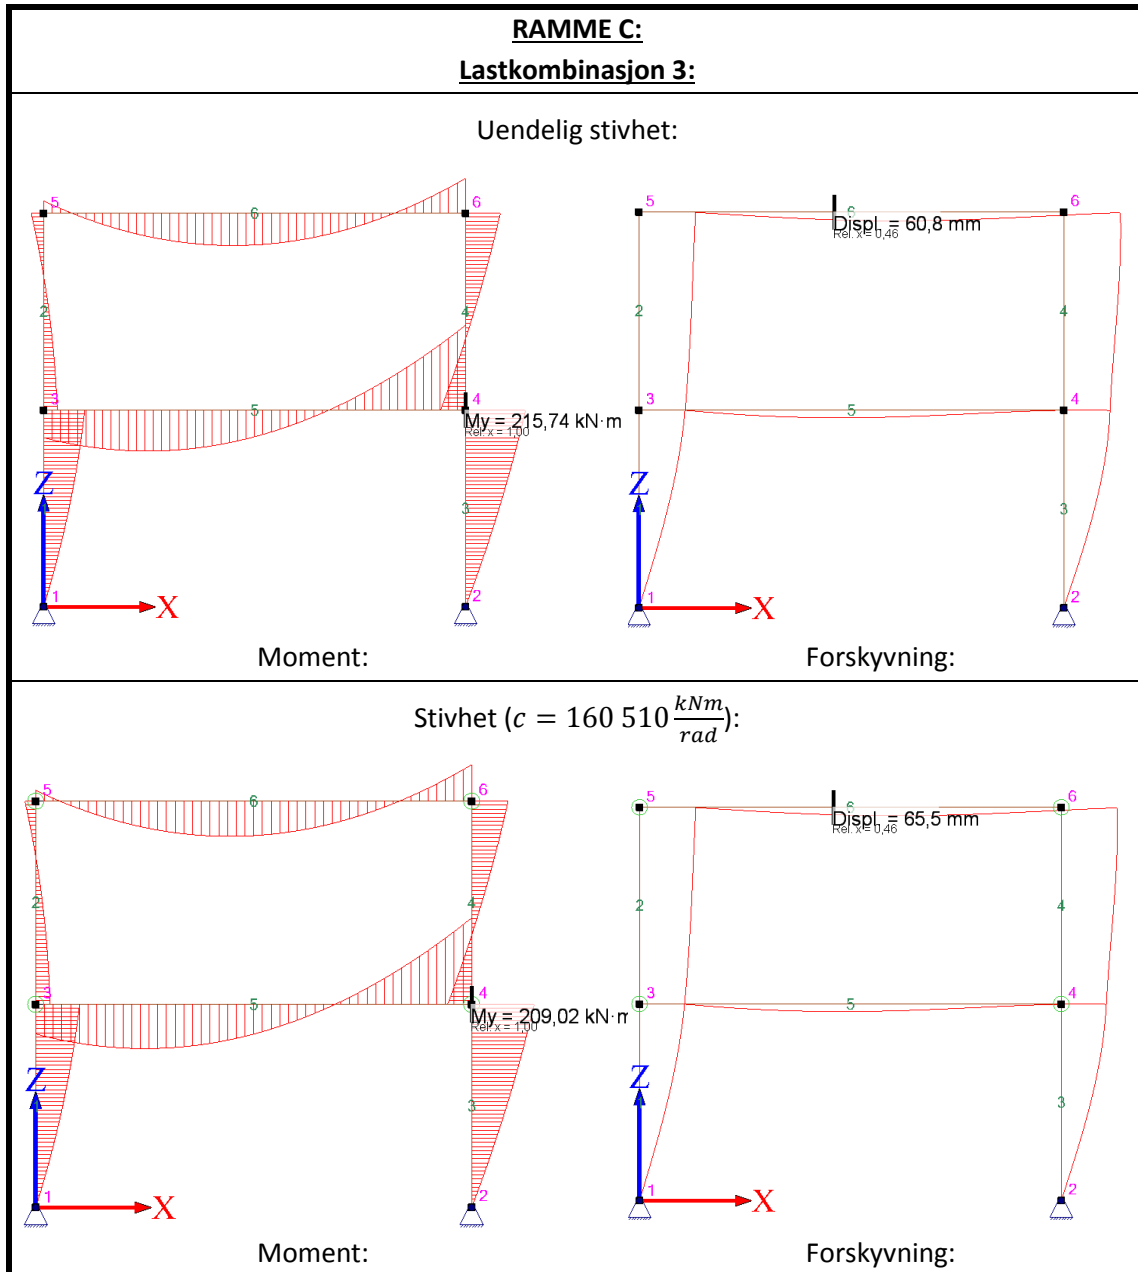 RAMME C:
Lastkombinasjon 3:
Uendelig stivhet:
5
6
6
2
4
3
5
4
My = 215,74 kN·m
Rel. x = 1,00
Z
3
1
X
2
Moment:
5
6
6
Displ. = 60,8 mm
Rel. x = 0,46
2
4
3
5
4
Z
3
1
X
2
Forskyvning:
Stivhet (c = 160 510 kNm/rad):
5
6
6
2
4
3
5
4
My = 209,02 kN·m
Rel. x = 1,00
Z
3
1
X
2
Moment:
5
6
6
Displ. = 65,5 mm
Rel. x = 0,46
2
4
3
5
4
Z
3
1
X
2
Forskyvning: